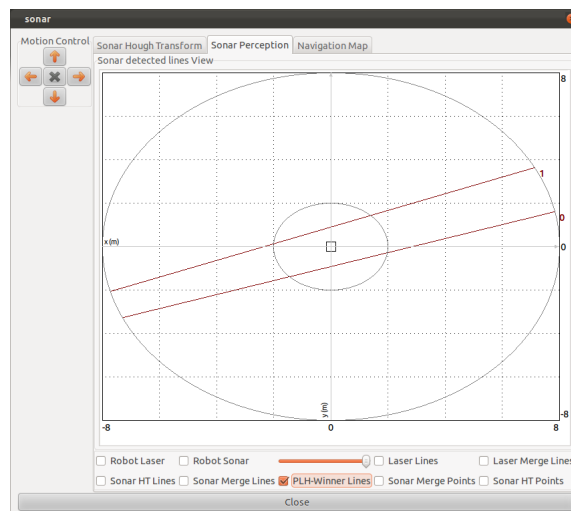 sonar
Motion Control
Sonar Hough Transform Sonar Perception Navigation Map
Sonar detected lines View
8
1
0
x (m)
0
y (m)
-8
-8 0 8
Robot Laser Robot Sonar Laser Lines Laser Merge Lines
Sonar HT Lines Sonar Merge Lines PLH-Winner Lines Sonar Merge Points Sonar HT Points
Close